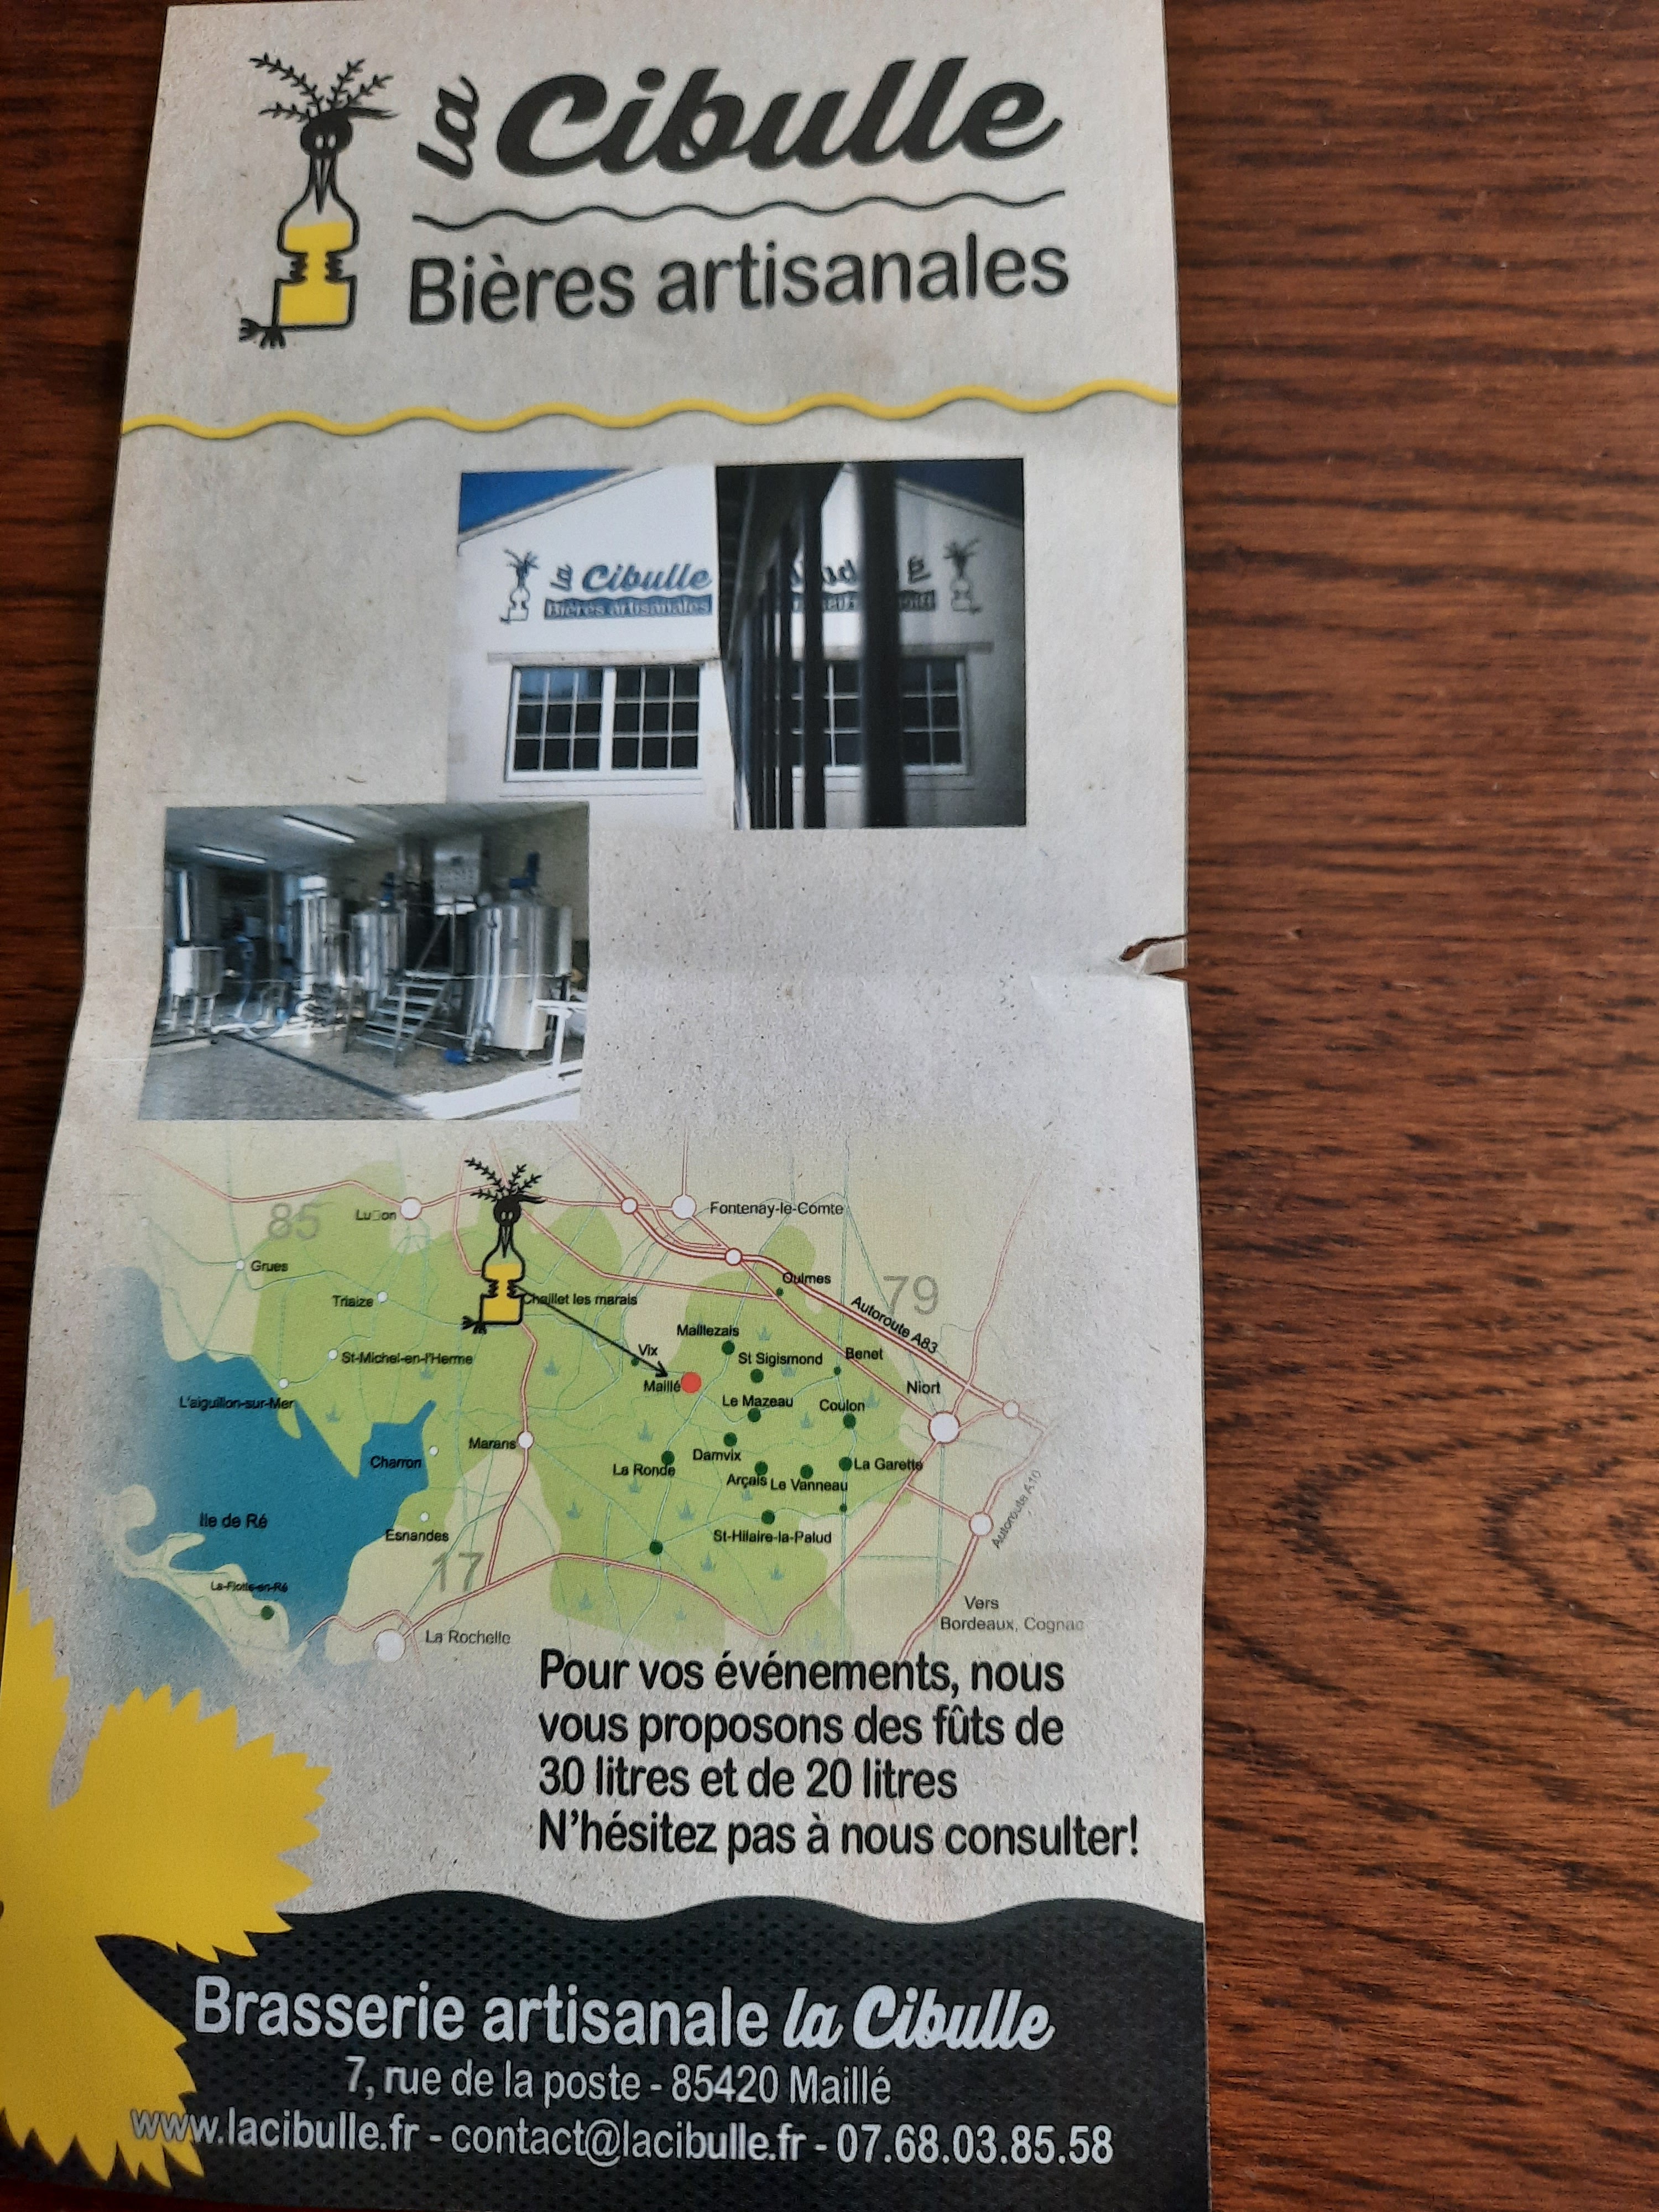 la Cibulle
Bières artisanales
la Cibulle
Bières artisanales
85
Luçon
Fontenay-le-Comte
Grues
Oulmes
79
Triaize
Chaillet les marais
Autoroute A83
Maillezais
Vix
St Sigismond
Benet
St-Michel-en-l'Herme
Maillé
Niort
L'aiguillon-sur-Mer
Le Mazeau
Coulon
Marans
Charron
Damvix
La Ronde
La Garette
Arçais
Le Vanneau
Autoroute A10
Ile de Ré
Esnandes
St-Hilaire-la-Palud
17
La-Flotte-en-Ré
Vers
Bordeaux, Cognac
La Rochelle
Pour vos événements, nous
vous proposons des fûts de
30 litres et de 20 litres
N'hésitez pas à nous consulter!
Brasserie artisanale la Cibulle
7, rue de la poste - 85420 Maillé
www.lacibulle.fr - contact@lacibulle.fr - 07.68.03.85.58